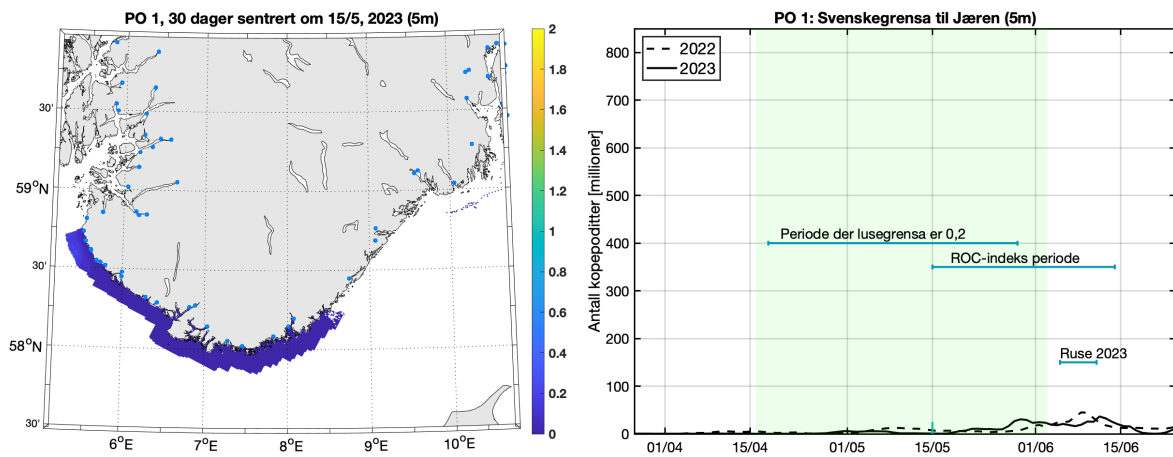 PO 1, 30 dager sentrert om 15/5, 2023 (5m)
30'
59°N
30'
58°N
30'
6°E
7°E
8°E
9°E
10°E
2
1.8
1.6
1.4
1.2
1
0.8
0.6
0.4
0.2
0
PO 1: Svenskegrensa til Jæren (5m)
Antall kopepoditter [millioner]
800
700
600
500
400
300
200
100
0
2022
2023
Periode der lusegrensa er 0,2
ROC-indeks periode
Ruse 2023
01/04
15/04
01/05
15/05
01/06
15/06